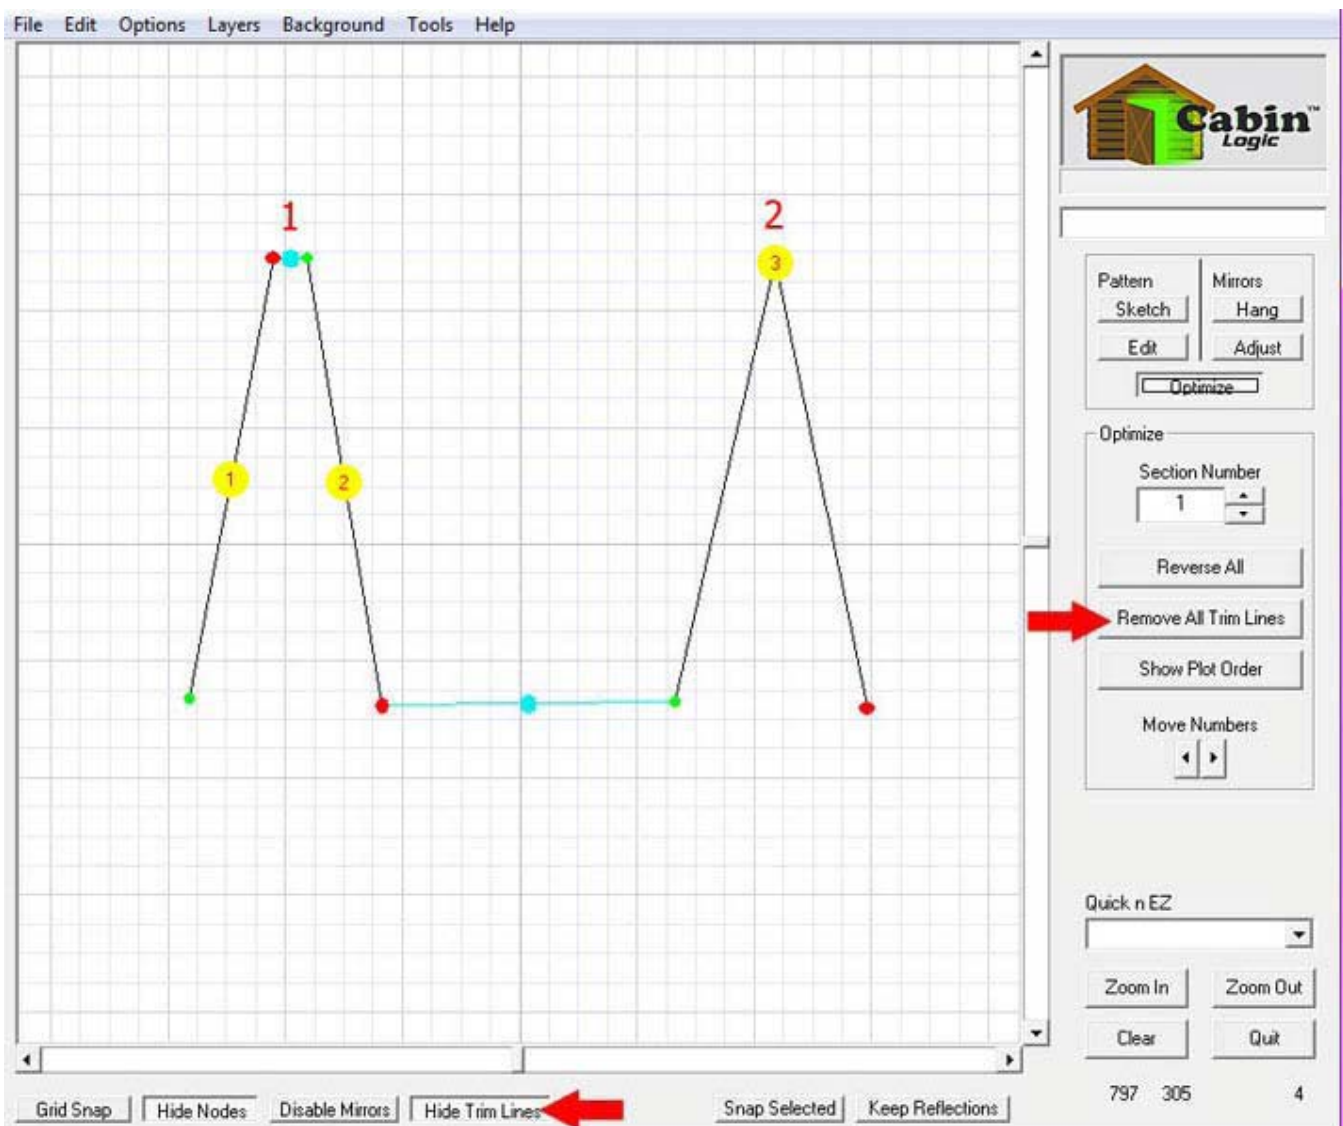 File Edit Options Layers Background Tools Help
Cabin™
Logic
1
2
3
1
2
Pattern Mirrors
Sketch Hang
Edit Adjust
Optimize
Optimize
Section Number
1
Reverse All
Remove All Trim Lines
Show Plot Order
Move Numbers
Quick n EZ
Zoom In Zoom Out
Clear Quit
797 305 4
Grid Snap Hide Nodes Disable Mirrors Hide Trim Lines Snap Selected Keep Reflections